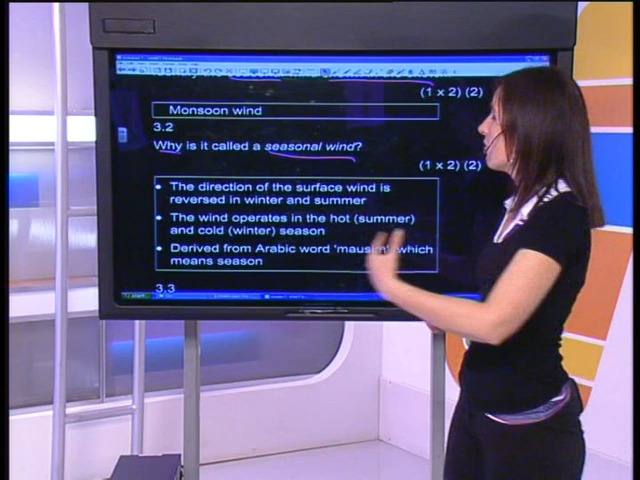 (1 x 2) (2)
Monsoon wind
3.2
Why is it called a seasonal wind?
(1 x 2) (2)
• The direction of the surface wind is
reversed in winter and summer
• The wind operates in the hot (summer)
and cold (winter) season
• Derived from Arabic word 'mausim', which
means season
3.3